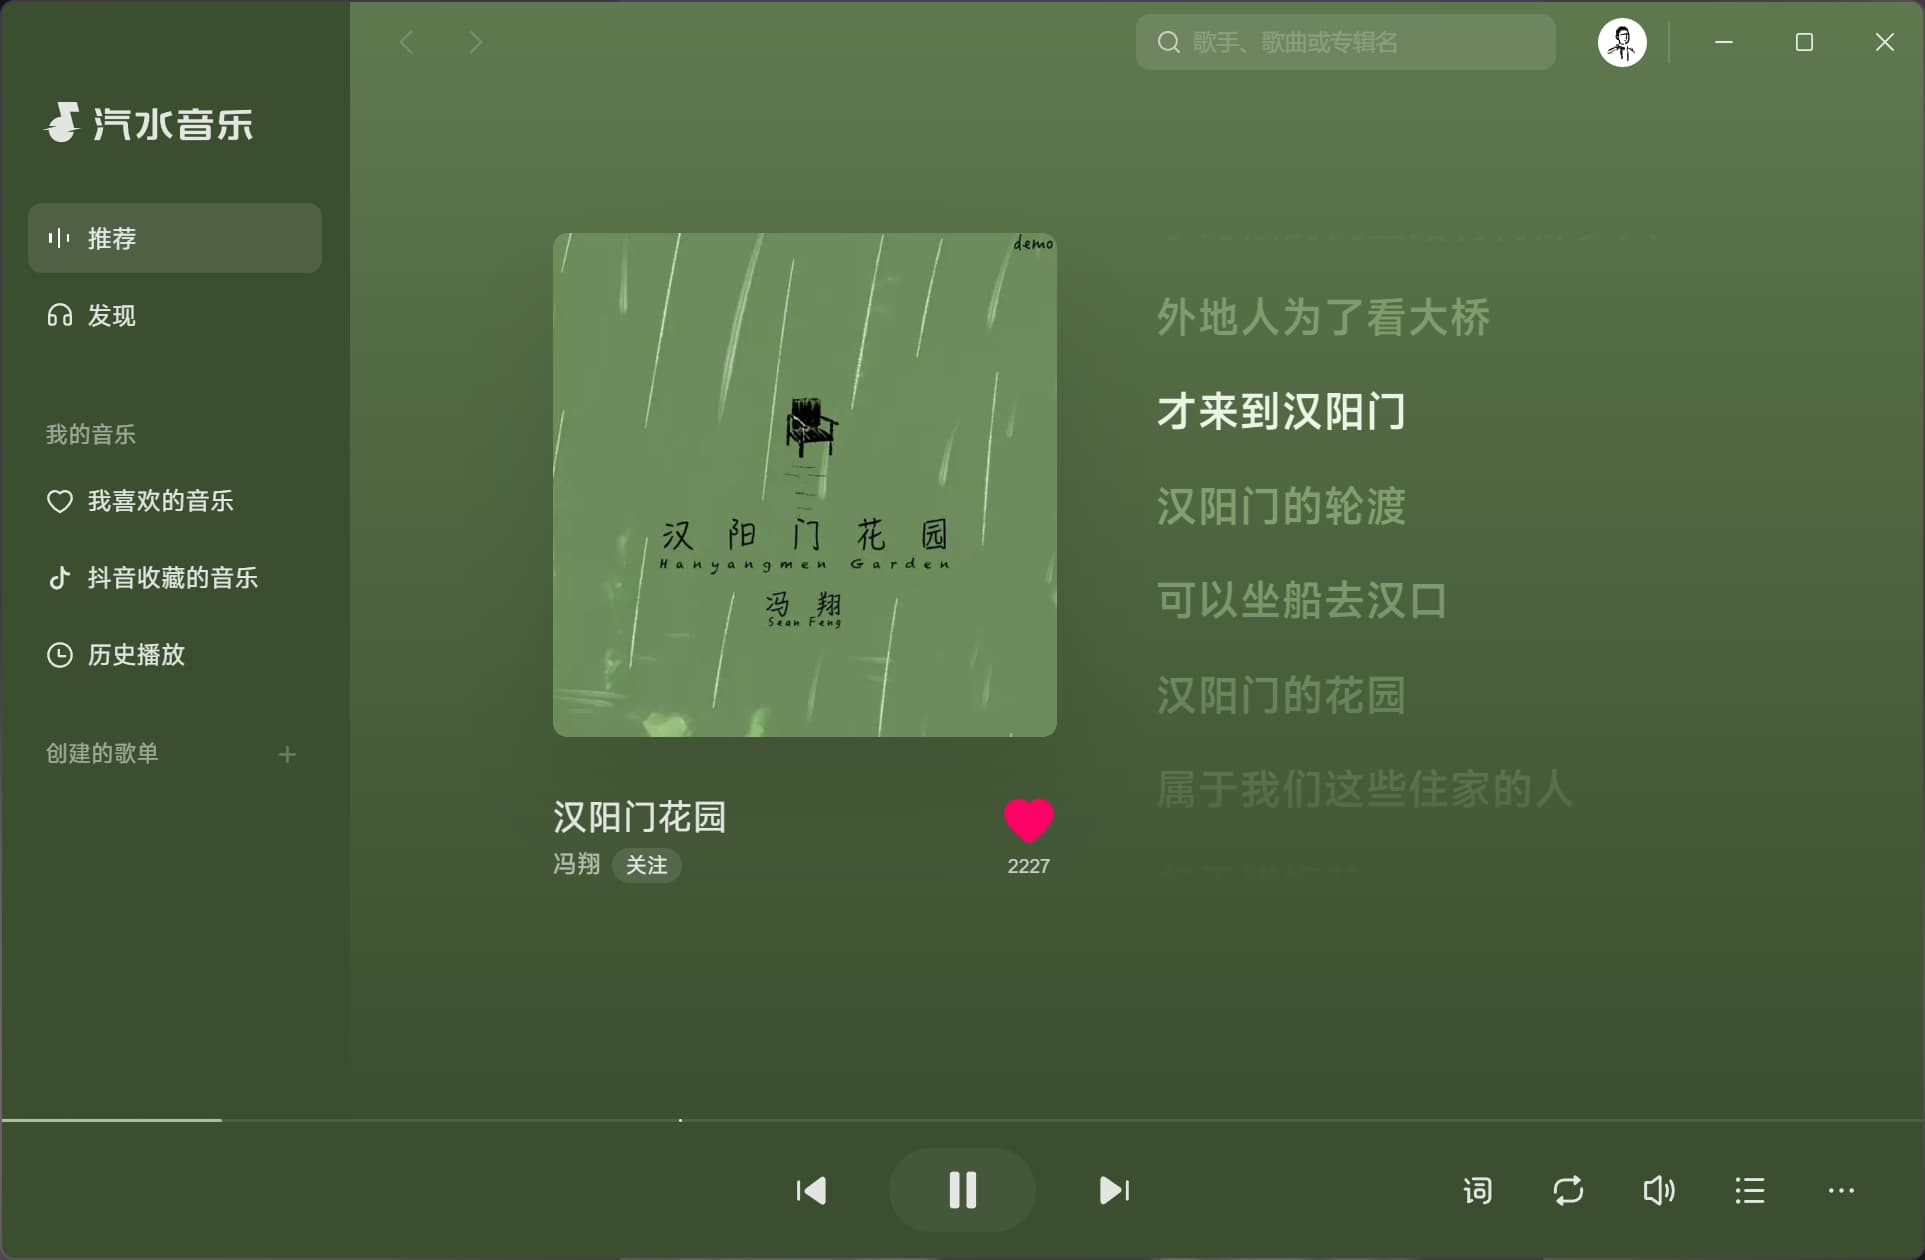 歌手、歌曲或专辑名
汽水音乐
推荐
发现
我的音乐
我喜欢的音乐
抖音收藏的音乐
历史播放
创建的歌单
demo
汉阳门花园
Hanyangmen Garden
冯翔
Sean Feng
汉阳门花园
冯翔 关注
2227
外地人为了看大桥
才来到汉阳门
汉阳门的轮渡
可以坐船去汉口
汉阳门的花园
属于我们这些住家的人
词